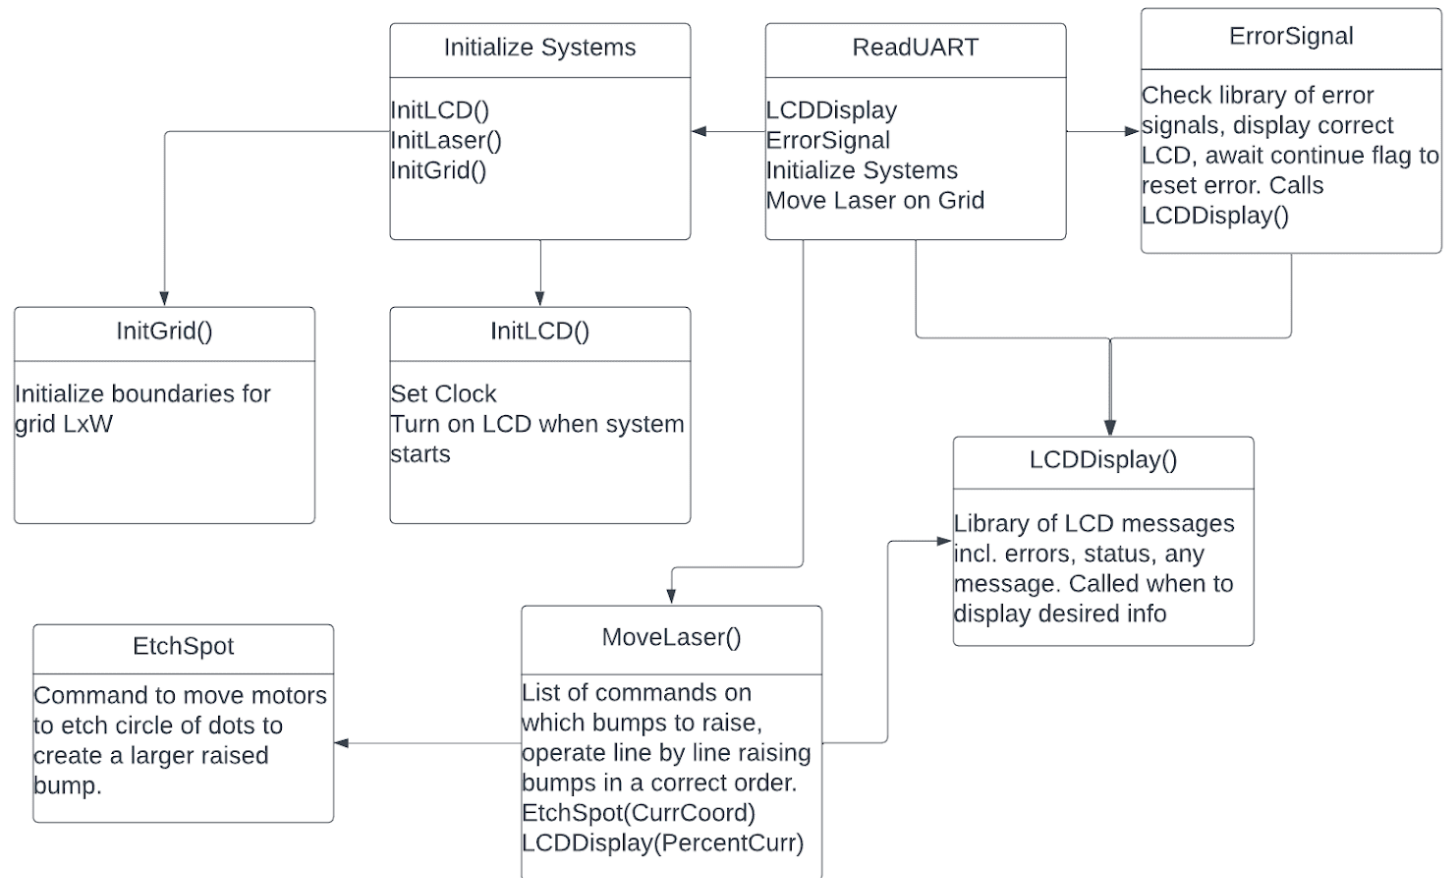 Initialize Systems
InitLCD()
InitLaser()
InitGrid()
ReadUART
LCDDisplay
ErrorSignal
Initialize Systems
Move Laser on Grid
ErrorSignal
Check library of error
signals, display correct
LCD, await continue flag to
reset error. Calls
LCDDisplay()
InitGrid()
Initialize boundaries for
grid LxW
InitLCD()
Set Clock
Turn on LCD when system
starts
LCDDisplay()
Library of LCD messages
incl. errors, status, any
message. Called when to
display desired info
EtchSpot
Command to move motors
to etch circle of dots to
create a larger raised
bump.
MoveLaser()
List of commands on
which bumps to raise,
operate line by line raising
bumps in a correct order.
EtchSpot(CurrCoord)
LCDDisplay(PercentCurr)